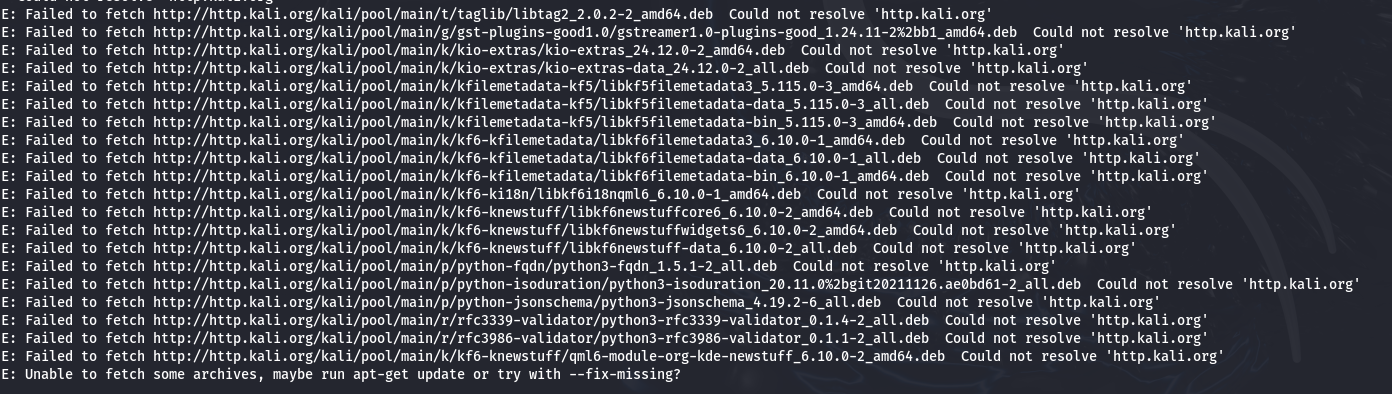 E: Failed to fetch http://http.kali.org/kali/pool/main/t/taglib/libtag2_2.0.2-2_amd64.deb  Could not resolve 'http.kali.org'
E: Failed to fetch http://http.kali.org/kali/pool/main/g/gst-plugins-good1.0/gstreamer1.0-plugins-good_1.24.11-2%2bb1_amd64.deb  Could not resolve 'http.kali.org'
E: Failed to fetch http://http.kali.org/kali/pool/main/k/kio-extras/kio-extras_24.12.0-2_amd64.deb  Could not resolve 'http.kali.org'
E: Failed to fetch http://http.kali.org/kali/pool/main/k/kio-extras/kio-extras-data_24.12.0-2_all.deb  Could not resolve 'http.kali.org'
E: Failed to fetch http://http.kali.org/kali/pool/main/k/kfilemetadata-kf5/libkf5filemetadata3_5.115.0-3_amd64.deb  Could not resolve 'http.kali.org'
E: Failed to fetch http://http.kali.org/kali/pool/main/k/kfilemetadata-kf5/libkf5filemetadata-data_5.115.0-3_all.deb  Could not resolve 'http.kali.org'
E: Failed to fetch http://http.kali.org/kali/pool/main/k/kfilemetadata-kf5/libkf5filemetadata-bin_5.115.0-3_amd64.deb  Could not resolve 'http.kali.org'
E: Failed to fetch http://http.kali.org/kali/pool/main/k/kf6-kfilemetadata/libkf6filemetadata3_6.10.0-1_amd64.deb  Could not resolve 'http.kali.org'
E: Failed to fetch http://http.kali.org/kali/pool/main/k/kf6-kfilemetadata/libkf6filemetadata-data_6.10.0-1_all.deb  Could not resolve 'http.kali.org'
E: Failed to fetch http://http.kali.org/kali/pool/main/k/kf6-kfilemetadata/libkf6filemetadata-bin_6.10.0-1_amd64.deb  Could not resolve 'http.kali.org'
E: Failed to fetch http://http.kali.org/kali/pool/main/k/kf6-ki18n/libkf6i18nqml6_6.10.0-1_amd64.deb  Could not resolve 'http.kali.org'
E: Failed to fetch http://http.kali.org/kali/pool/main/k/kf6-knewstuff/libkf6newstuffcore6_6.10.0-2_amd64.deb  Could not resolve 'http.kali.org'
E: Failed to fetch http://http.kali.org/kali/pool/main/k/kf6-knewstuff/libkf6newstuffwidgets6_6.10.0-2_amd64.deb  Could not resolve 'http.kali.org'
E: Failed to fetch http://http.kali.org/kali/pool/main/k/kf6-knewstuff/libkf6newstuff-data_6.10.0-2_all.deb  Could not resolve 'http.kali.org'
E: Failed to fetch http://http.kali.org/kali/pool/main/p/python-fqdn/python3-fqdn_1.5.1-2_all.deb  Could not resolve 'http.kali.org'
E: Failed to fetch http://http.kali.org/kali/pool/main/p/python-isoduration/python3-isoduration_20.11.0%2bgit20211126.ae0bd61-2_all.deb  Could not resolve 'http.kali.org'
E: Failed to fetch http://http.kali.org/kali/pool/main/p/python-jsonschema/python3-jsonschema_4.19.2-6_all.deb  Could not resolve 'http.kali.org'
E: Failed to fetch http://http.kali.org/kali/pool/main/r/rfc3339-validator/python3-rfc3339-validator_0.1.4-2_all.deb  Could not resolve 'http.kali.org'
E: Failed to fetch http://http.kali.org/kali/pool/main/r/rfc3986-validator/python3-rfc3986-validator_0.1.1-2_all.deb  Could not resolve 'http.kali.org'
E: Failed to fetch http://http.kali.org/kali/pool/main/k/kf6-knewstuff/qml6-module-org-kde-newstuff_6.10.0-2_amd64.deb  Could not resolve 'http.kali.org'
E: Unable to fetch some archives, maybe run apt-get update or try with --fix-missing?